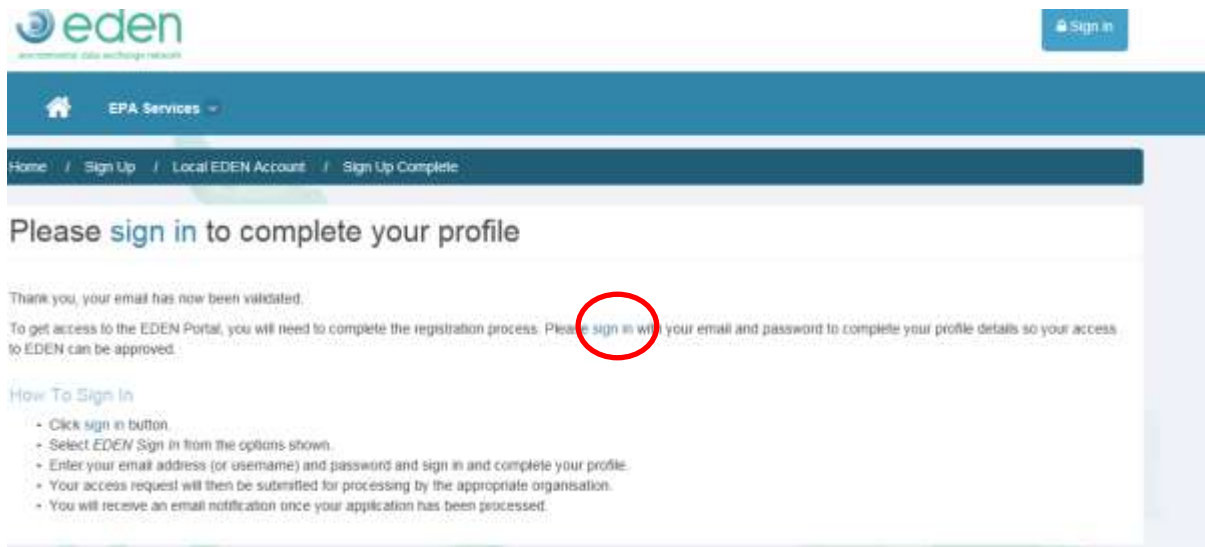 eden
environmental data exchange network
Sign in
EPA Services
Home / Sign Up / Local EDEN Account / Sign Up Complete
Please sign in to complete your profile
Thank you, your email has now been validated.
To get access to the EDEN Portal, you will need to complete the registration process. Please sign in with your email and password to complete your profile details so your access
to EDEN can be approved.
How To Sign In
• Click sign in button.
• Select EDEN Sign In from the options shown.
• Enter your email address (or username) and password and sign in and complete your profile.
• Your access request will then be submitted for processing by the appropriate organisation.
• You will receive an email notification once your application has been processed.